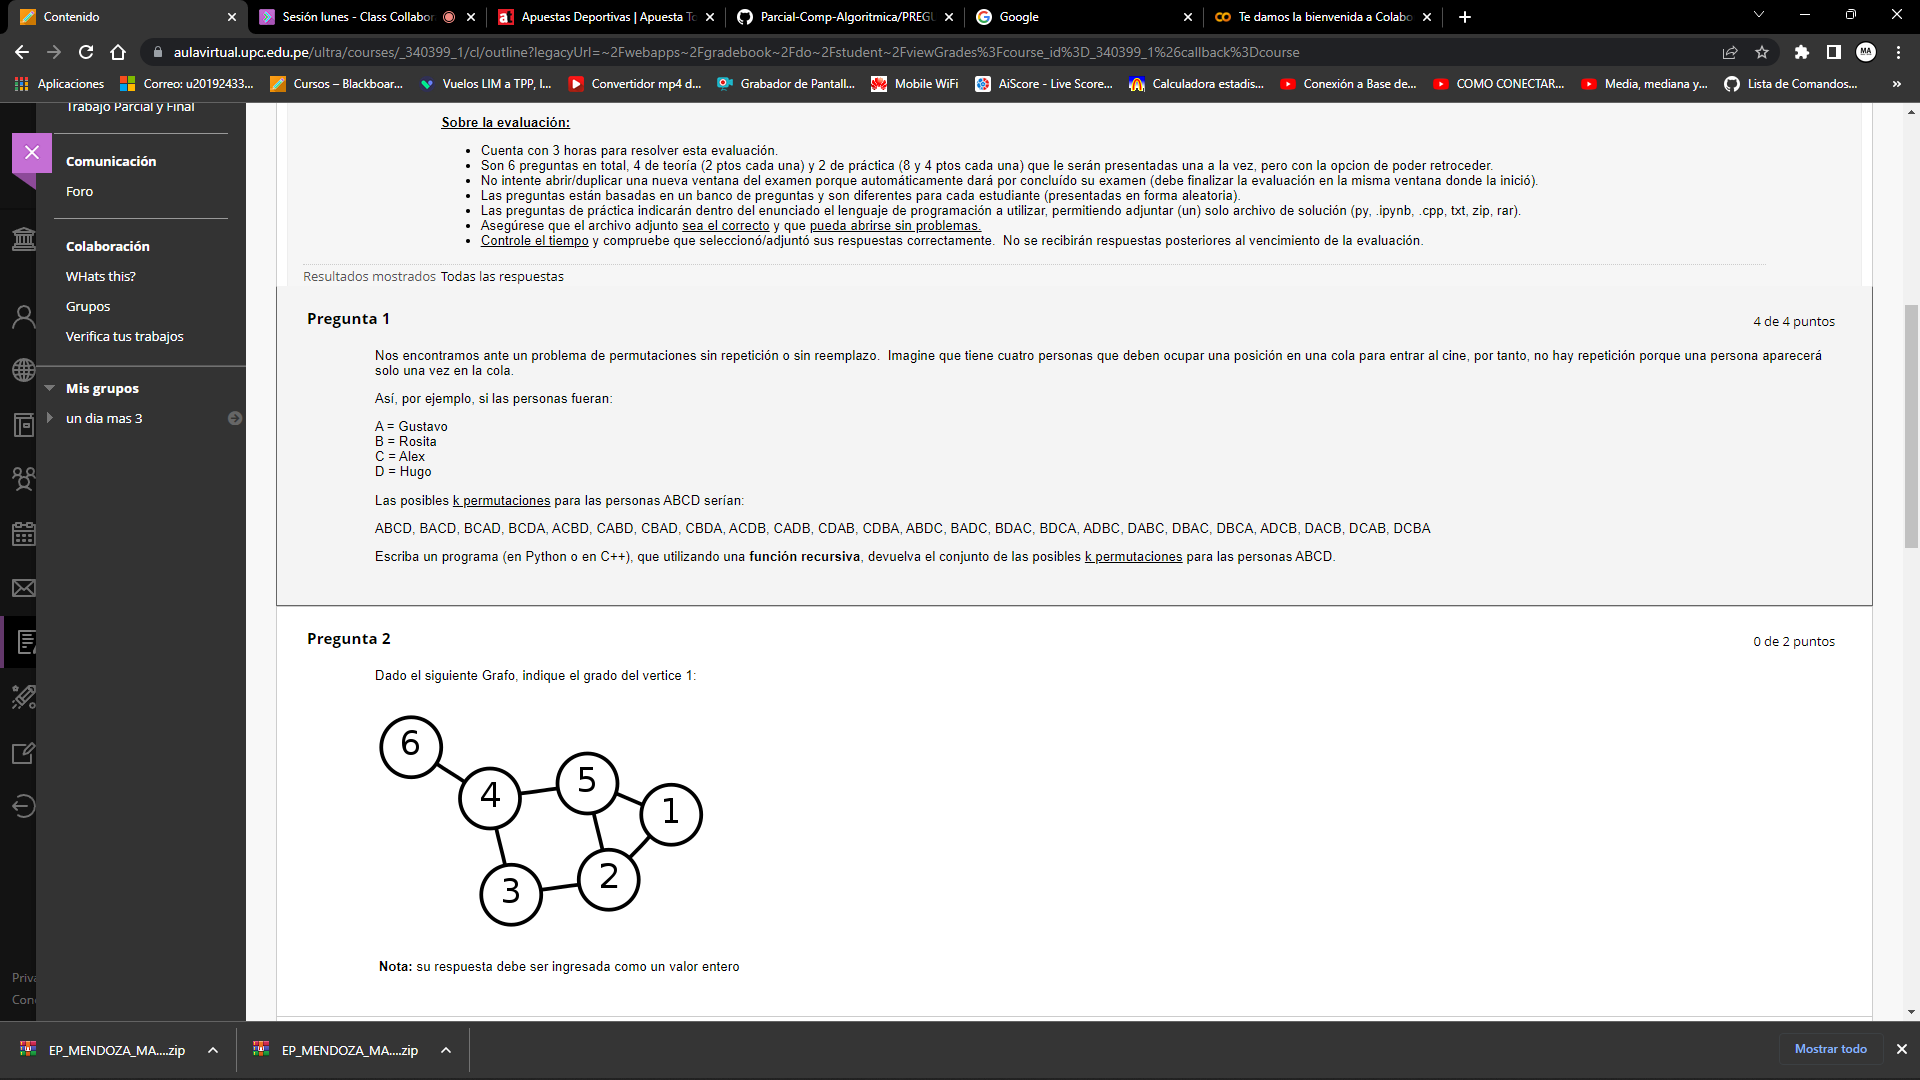 Contenido
Sesión lunes - Class Collabor
Apuestas Deportivas | Apuesta To
Parcial-Comp-Algoritmica/PREGU
Google
Te damos la bienvenida a Colabo
aulavirtual.upc.edu.pe/ultra/courses/_340399_1/cl/outline?legacyUrl=~2Fwebapps~2Fgradebook~2Fdo~2Fstudent~2FviewGrades%3Fcourse_id%3D_340399_1%26callback%3Dcourse
MA
Aplicaciones
Correo: u20192433...
Cursos – Blackboar...
Vuelos LIM a TPP, l...
Convertidor mp4 d...
Grabador de Pantall...
Mobile WiFi
AiScore - Live Score...
Calculadora estadis...
Conexión a Base de...
COMO CONECTAR...
Media, mediana y...
Lista de Comandos...
»
Trabajo Parcial y Final
Comunicación
Foro
Colaboración
WHats this?
Grupos
Verifica tus trabajos
Mis grupos
un dia mas 3
Priva
Cond
Sobre la evaluación:
Cuenta con 3 horas para resolver esta evaluación.
Son 6 preguntas en total, 4 de teoría (2 ptos cada una) y 2 de práctica (8 y 4 ptos cada una) que le serán presentadas una a la vez, pero con la opcion de poder retroceder.
No intente abrir/duplicar una nueva ventana del examen porque automáticamente dará por concluído su examen (debe finalizar la evaluación en la misma ventana donde la inició).
Las preguntas están basadas en un banco de preguntas y son diferentes para cada estudiante (presentadas en forma aleatoria).
Las preguntas de práctica indicarán dentro del enunciado el lenguaje de programación a utilizar, permitiendo adjuntar (un) solo archivo de solución (py, .ipynb, .cpp, txt, zip, rar).
Asegúrese que el archivo adjunto sea el correcto y que pueda abrirse sin problemas.
Controle el tiempo y compruebe que seleccionó/adjuntó sus respuestas correctamente. No se recibirán respuestas posteriores al vencimiento de la evaluación.
Resultados mostrados Todas las respuestas
Pregunta 1
4 de 4 puntos
Nos encontramos ante un problema de permutaciones sin repetición o sin reemplazo. Imagine que tiene cuatro personas que deben ocupar una posición en una cola para entrar al cine, por tanto, no hay repetición porque una persona aparecerá
solo una vez en la cola.
Así, por ejemplo, si las personas fueran:
A = Gustavo
B = Rosita
C = Alex
D = Hugo
Las posibles k permutaciones para las personas ABCD serían:
ABCD, BACD, BCAD, BCDA, ACBD, CABD, CBAD, CBDA, ACDB, CADB, CDAB, CDBA, ABDC, BADC, BDAC, BDCA, ADBC, DABC, DBAC, DBCA, ADCB, DACB, DCAB, DCBA
Escriba un programa (en Python o en C++), que utilizando una función recursiva, devuelva el conjunto de las posibles k permutaciones para las personas ABCD.
Pregunta 2
0 de 2 puntos
Dado el siguiente Grafo, indique el grado del vertice 1:
6
4
5
1
3
2
Nota: su respuesta debe ser ingresada como un valor entero
EP_MENDOZA_MA....zip
EP_MENDOZA_MA....zip
Mostrar todo